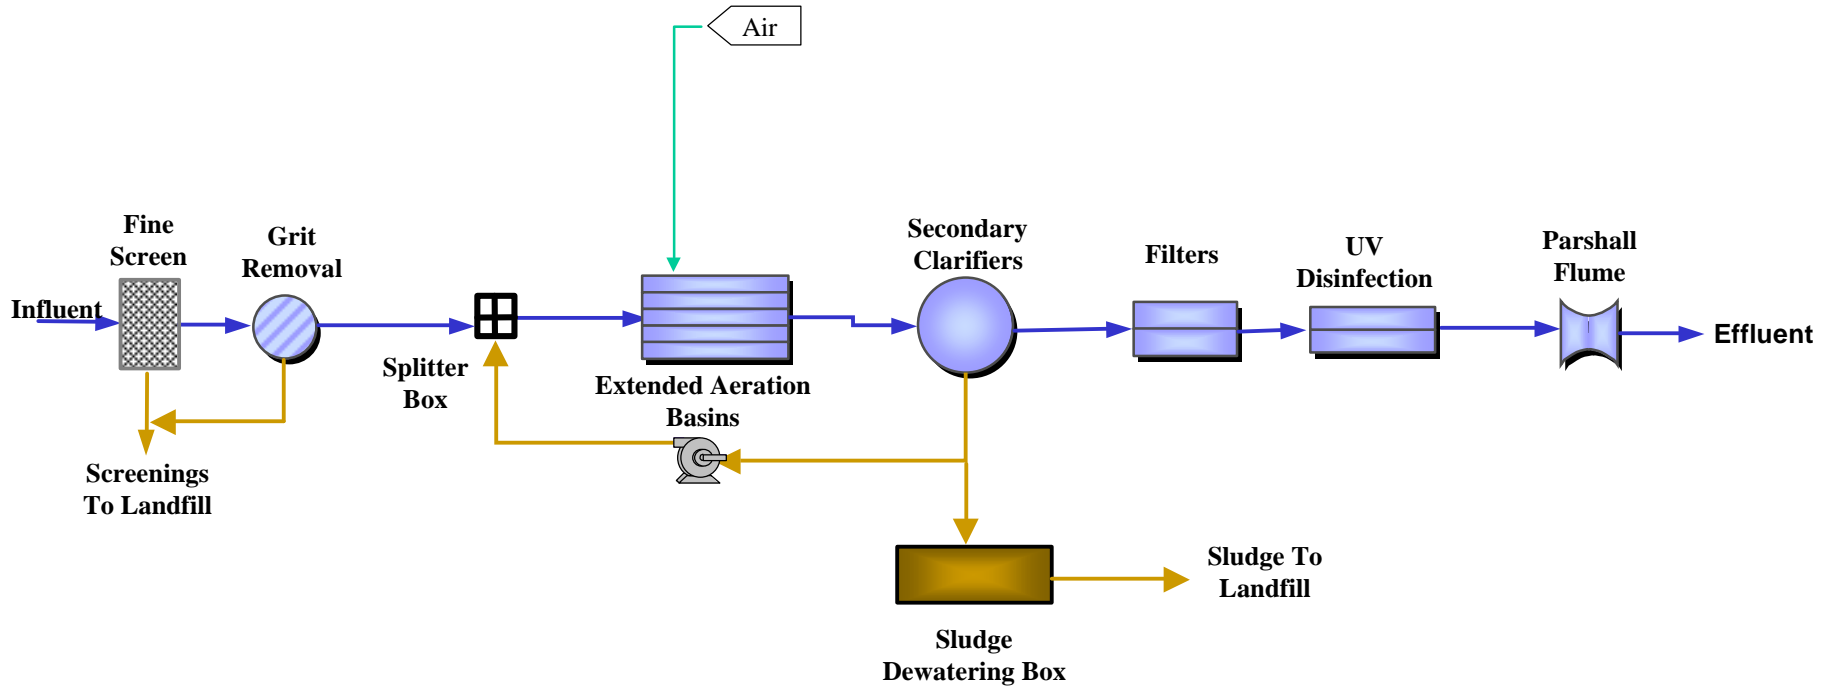 Air
Fine
Screen
Grit
Removal
Secondary
Clarifiers
Filters
UV
Disinfection
Parshall
Flume
Influent
Effluent
Splitter
Box
Extended Aeration
Basins
Screenings
To Landfill
Sludge To
Landfill
Sludge
Dewatering Box